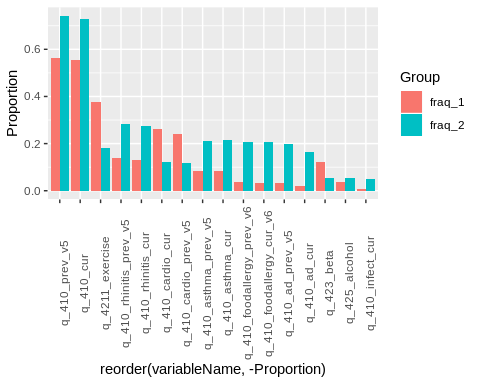 Proportion
0.6
0.4
0.2
0.0
q_410_prev_v5
q_410_cur
q_4211_exercise
q_410_rhinitis_prev_v5
q_410_rhinitis_cur
q_410_cardio_cur
q_410_cardio_prev_v5
q_410_asthma_prev_v5
q_410_asthma_cur
q_410_foodallergy_prev_v6
q_410_foodallergy_cur_v6
q_410_ad_prev_v5
q_410_ad_cur
q_423_beta
q_425_alcohol
q_410_infect_cur
reorder(variableName, -Proportion)
Group
fraq_1
fraq_2